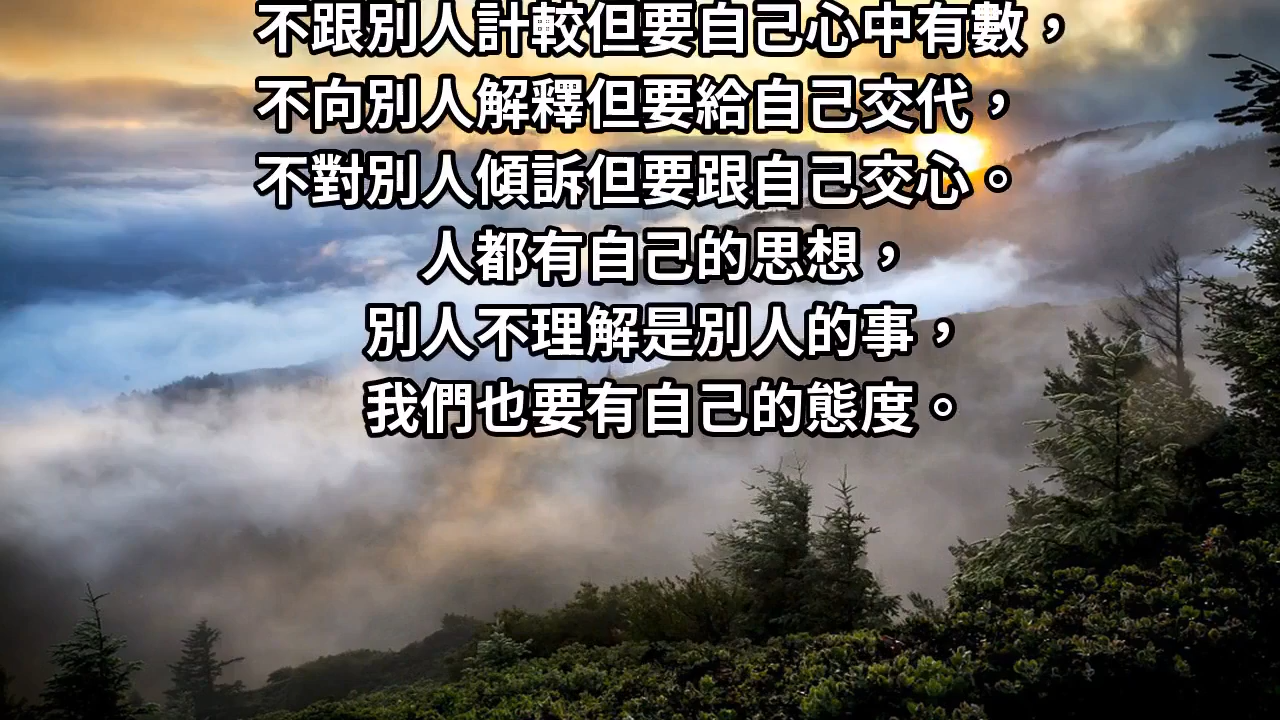 不跟別人計較但要自己心中有數，
不向別人解釋但要給自己交代，
不對別人傾訴但要跟自己交心。
人都有自己的思想，
別人不理解是別人的事，
我們也要有自己的態度。